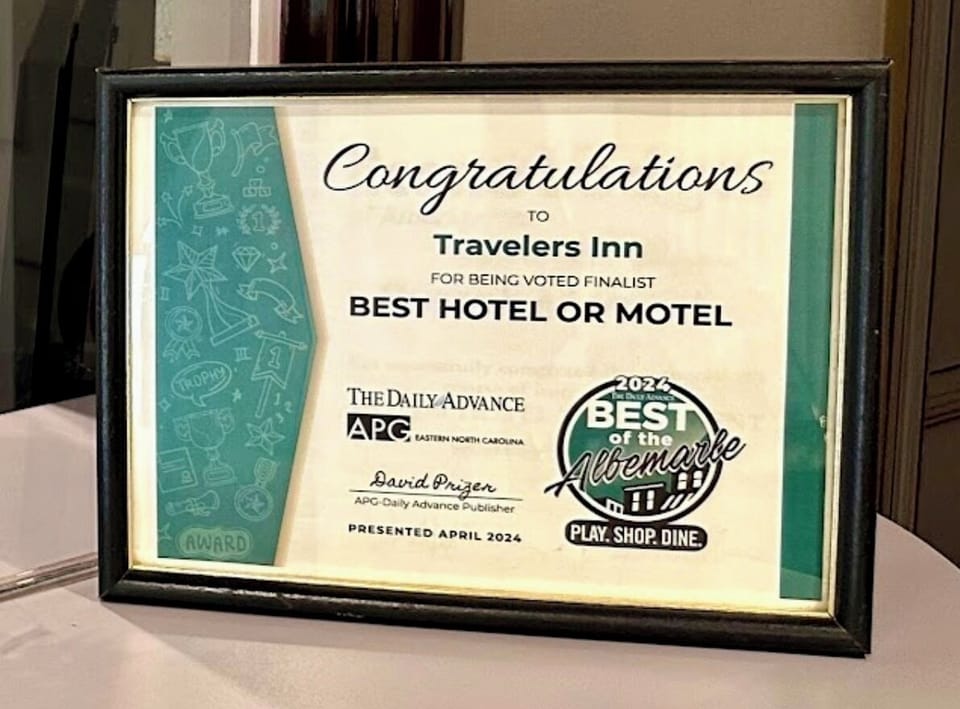 Congratulations
TO
Travelers Inn
FOR BEING VOTED FINALIST
BEST HOTEL OR MOTEL
THE DAILY ADVANCE
APG EASTERN NORTH CAROLINA
David Prizer
APG-Daily Advance Publisher
PRESENTED APRIL 2024
2024
THE DAILY ADVANCE
BEST
of the
Albemarle
PLAY. SHOP. DINE.
1
1
TROPHY
AWARD